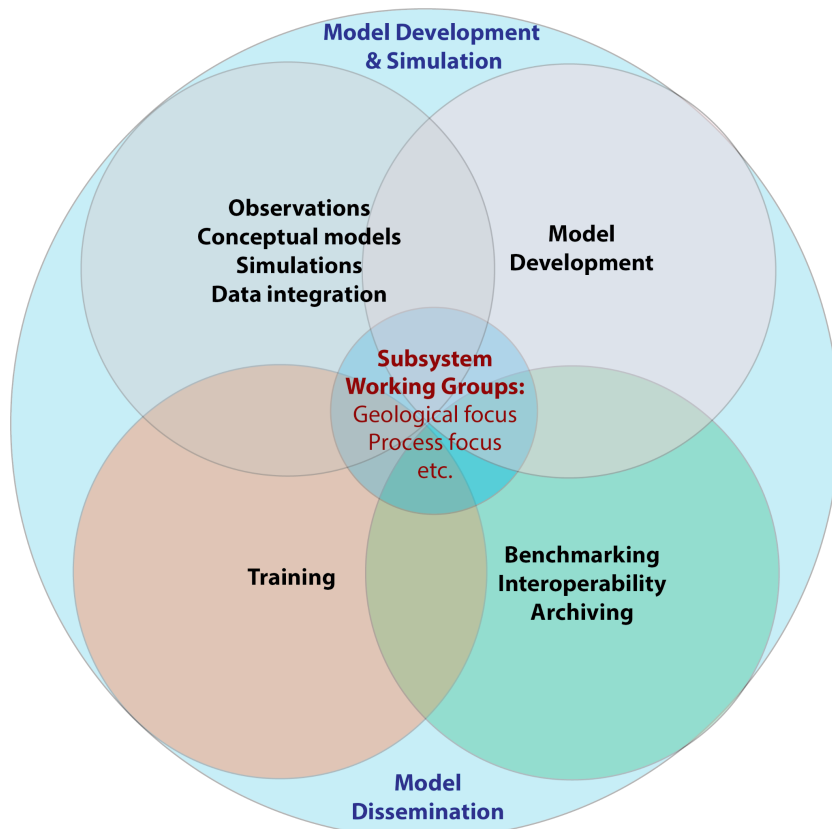 Model Development
& Simulation
Observations
Conceptual models
Simulations
Data integration
Model
Development
Subsystem
Working Groups:
Geological focus
Process focus
etc.
Training
Benchmarking
Interoperability
Archiving
Model
Dissemination